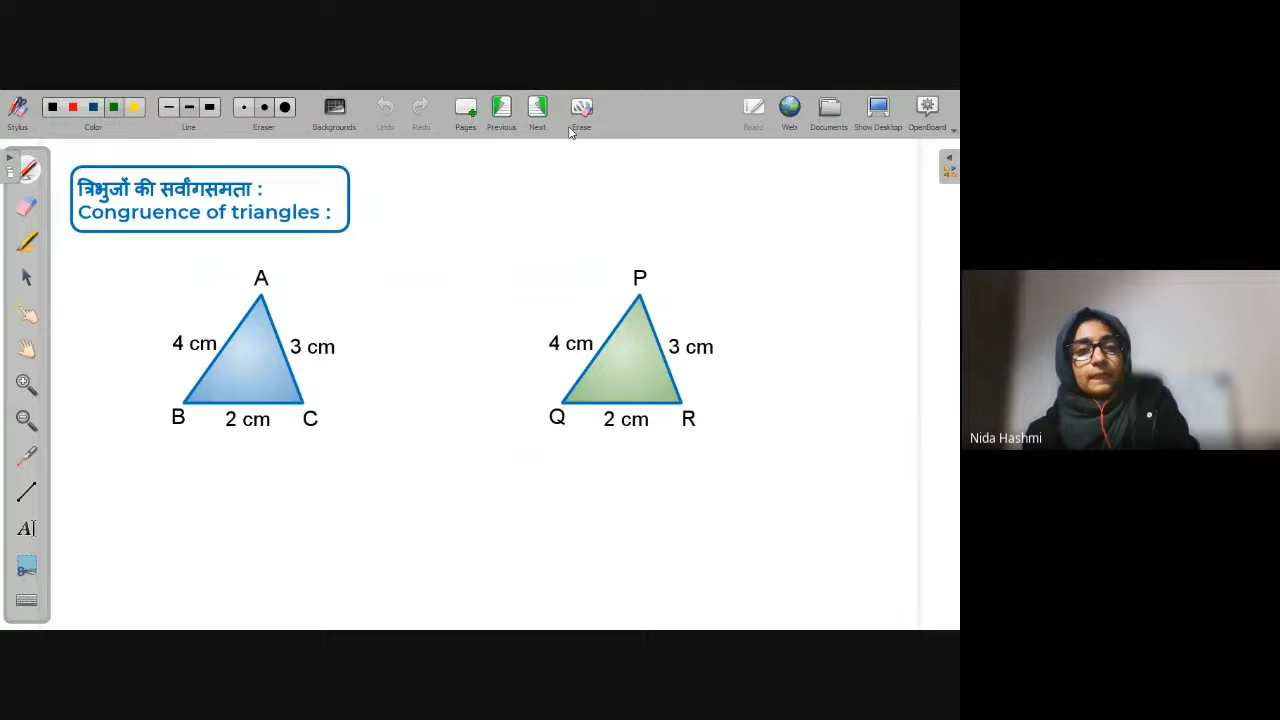 Stylus
Color
Line
Eraser
Backgrounds
Undo
Redo
Pages
Previous
Next
Erase
Board
Web
Documents
Show Desktop
OpenBoard
त्रिभुजों की सर्वांगसमता :
Congruence of triangles :
A
4 cm
3 cm
B
2 cm
C
P
4 cm
3 cm
Q
2 cm
R
A
Nida Hashmi